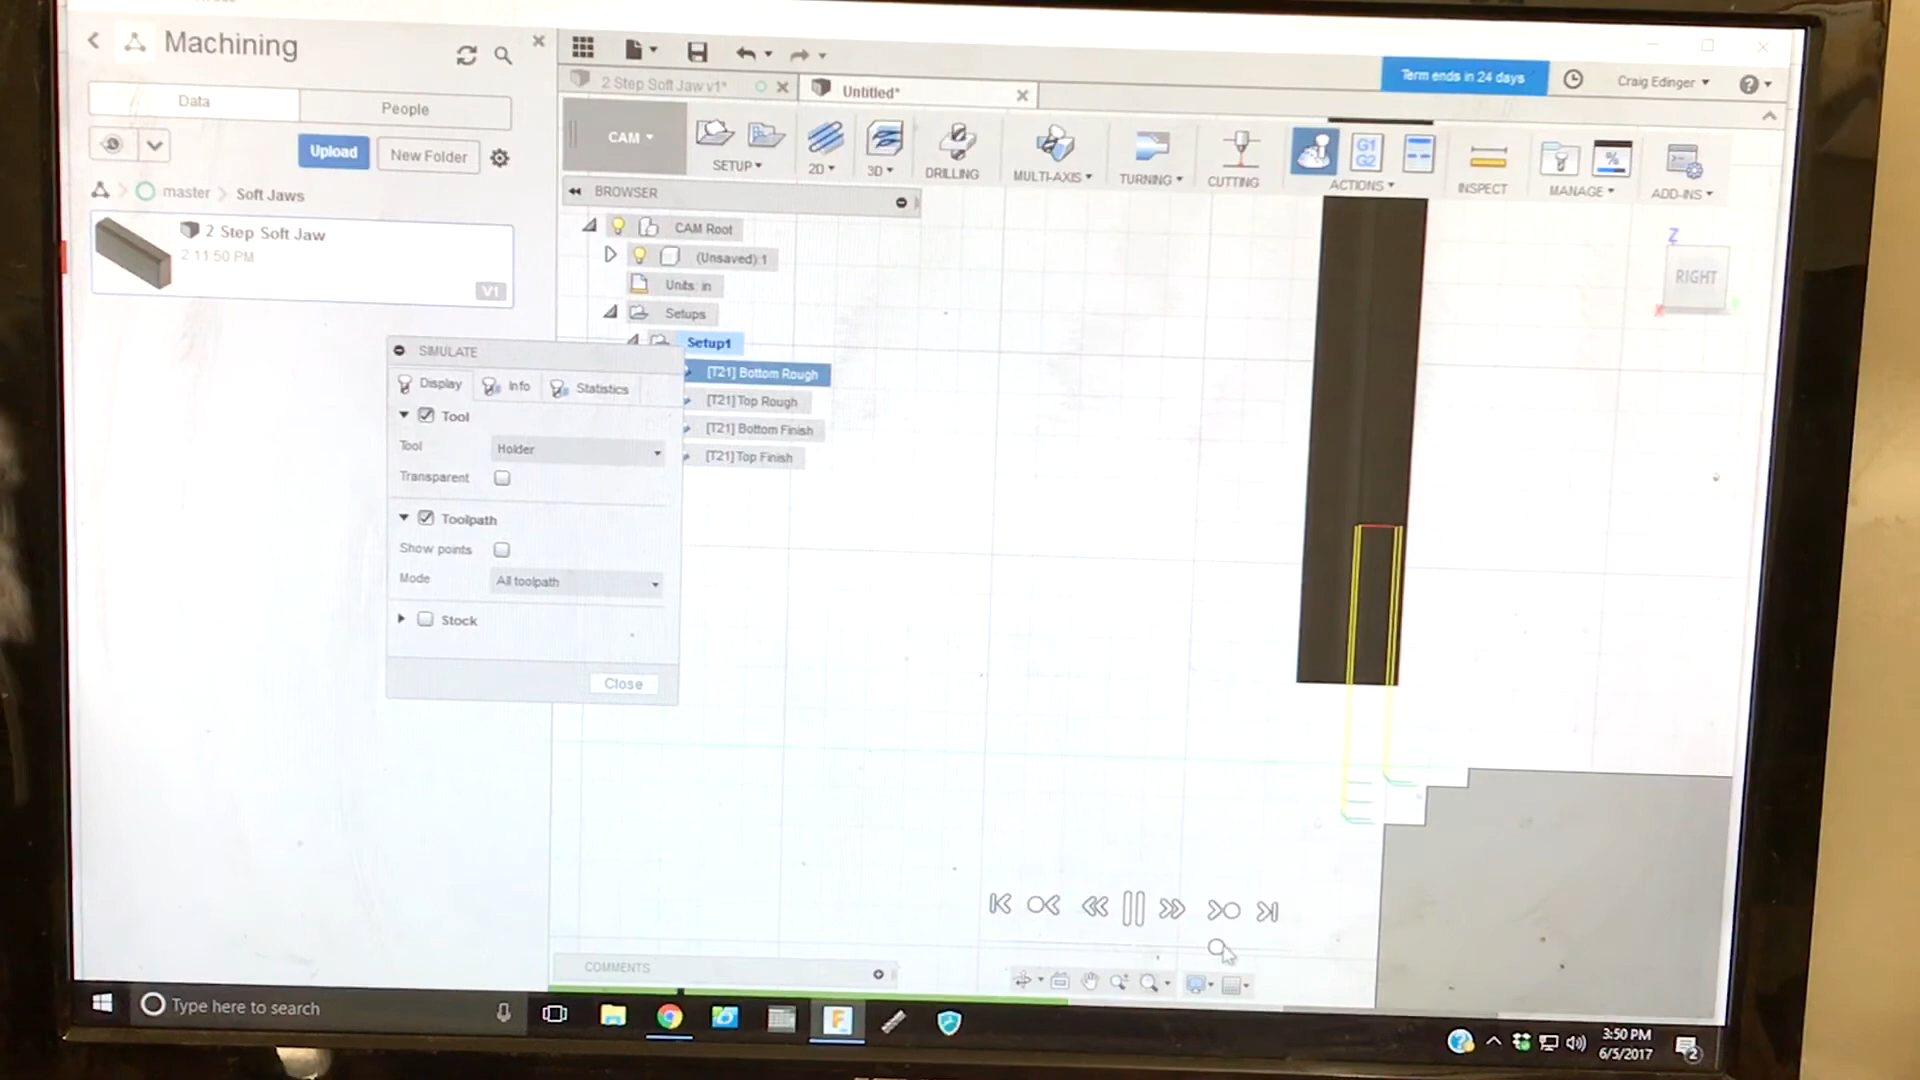 Machining
Data
People
Upload
New Folder
master
Soft Jaws
2 Step Soft Jaw
2 11:50 PM
V1
2 Step Soft Jaw v1*
Untitled*
Term ends in 24 days
Craig Edinger
?
CAM
SETUP
2D
3D
DRILLING
MULTI-AXIS
TURNING
CUTTING
G1
G2
ACTIONS
INSPECT
%
MANAGE
ADD-INS
BROWSER
CAM Root
(Unsaved):1
Units: in
Setups
Setup1
[T21] Bottom Rough
[T21] Top Rough
[T21] Bottom Finish
[T21] Top Finish
SIMULATE
Display
Info
Statistics
Tool
Tool
Holder
Transparent
Toolpath
Show points
Mode
All toolpath
Stock
Close
Z
RIGHT
X
COMMENTS
Type here to search
F
3:50 PM
6/5/2017
2